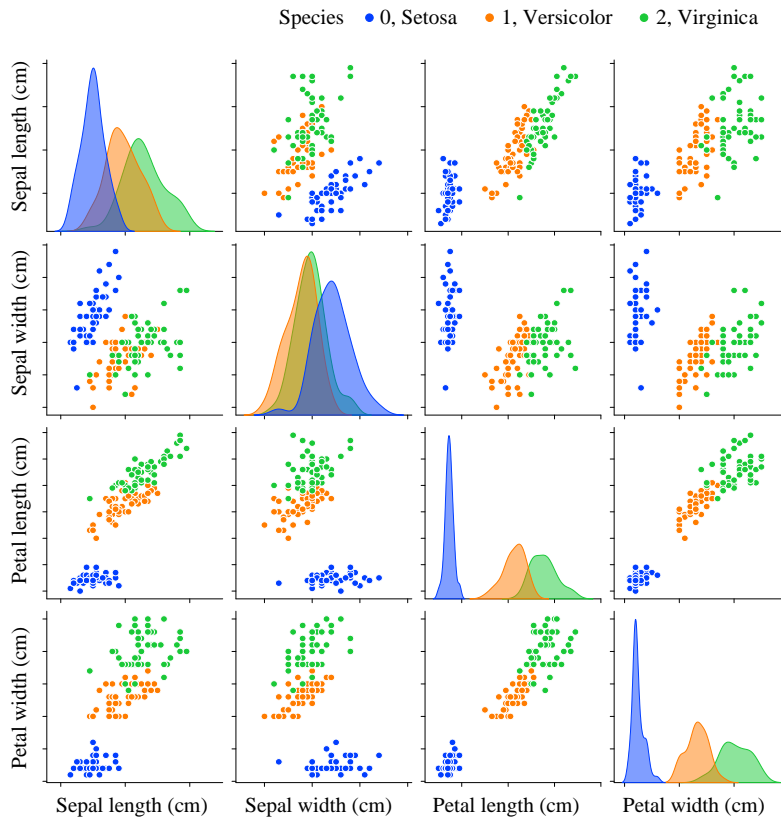 Species 0, Setosa 1, Versicolor 2, Virginica
Sepal length (cm)
Sepal width (cm)
Petal length (cm)
Petal width (cm)
Sepal length (cm) Sepal width (cm) Petal length (cm) Petal width (cm)